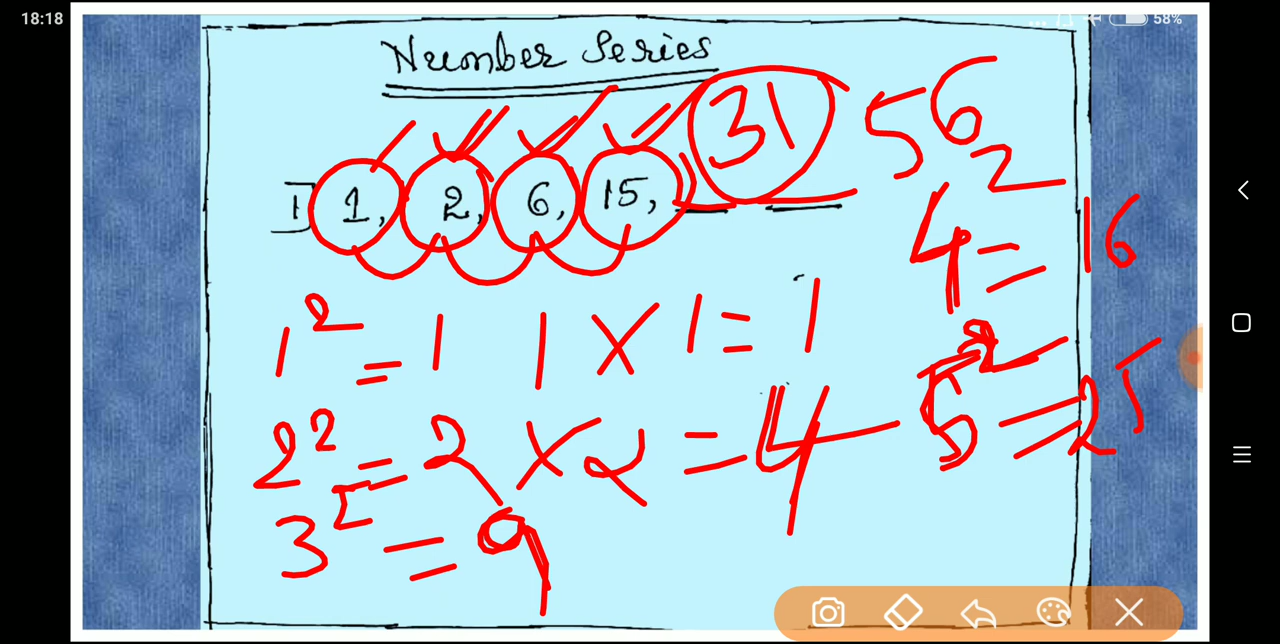 18:18
58%
Number Series
1) 1, 2, 6, 15, 31 56
4² = 16
1² = 1 1 × 1 = 1
5² = 25
2² = 2 × 2 = 4
3² = 9